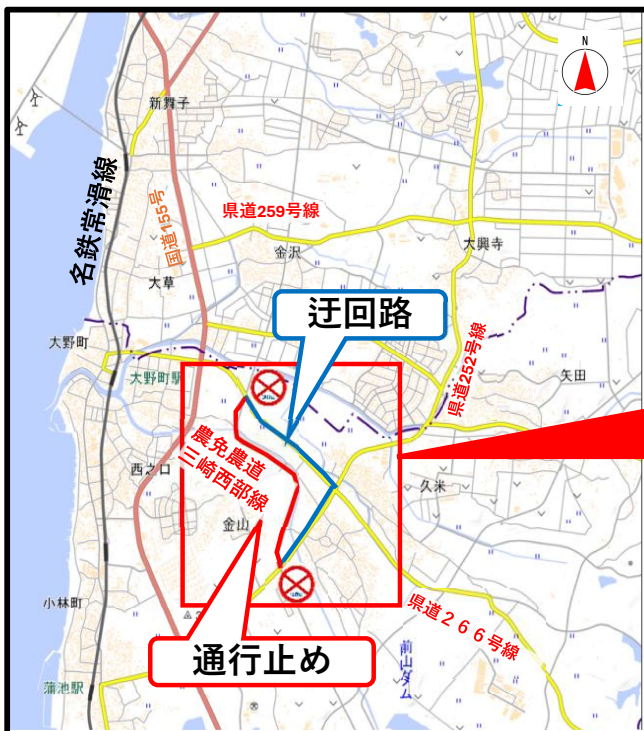 N
新舞子
名鉄常滑線
国道155号
県道259号線
金沢
大興寺
大草
迂回路
大野町
大野町駅
県道252号線
矢田
農免農道
三崎西部線
西之口
久米
金山
小林町
県道266号線
通行止め
前山ダム
蒲池駅